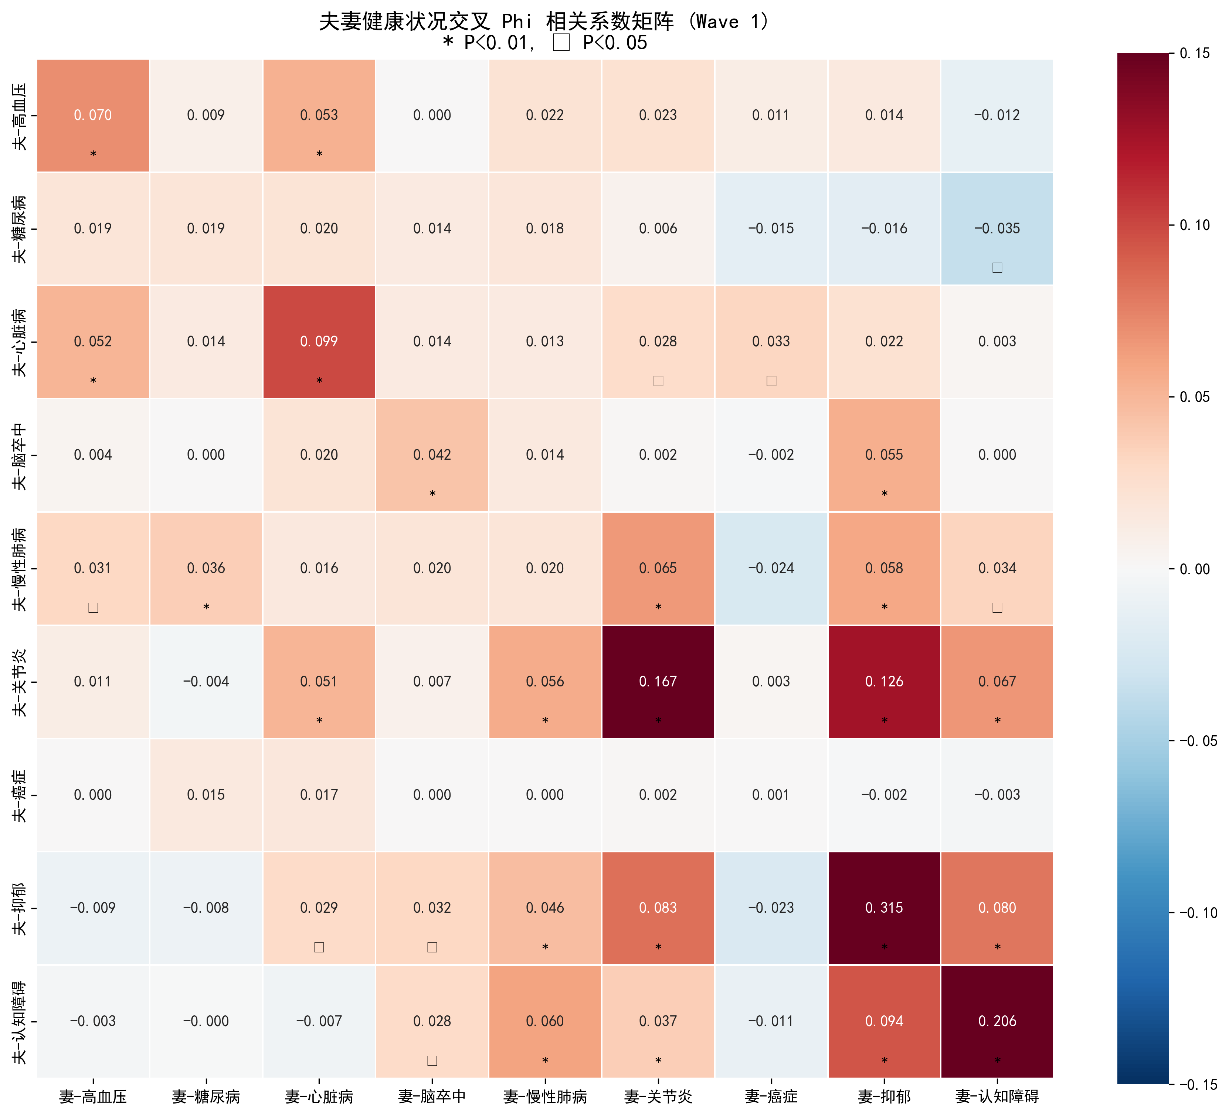 夫妻健康状况交叉 Phi 相关系数矩阵 (Wave 1)
* P<0.01, □ P<0.05
夫-高血压 0.070 0.009 0.053 0.000 0.022 0.023 0.011 0.014 −0.012
* *
夫-糖尿病 0.019 0.019 0.020 0.014 0.018 0.006 −0.015 −0.016 −0.035
□
夫-心脏病 0.052 0.014 0.099 0.014 0.013 0.028 0.033 0.022 0.003
* * □ □
夫-脑卒中 0.004 0.000 0.020 0.042 0.014 0.002 −0.002 0.055 0.000
* *
夫-慢性肺病 0.031 0.036 0.016 0.020 0.020 0.065 −0.024 0.058 0.034
□ * * * □
夫-关节炎 0.011 −0.004 0.051 0.007 0.056 0.167 0.003 0.126 0.067
* * * * *
夫-癌症 0.000 0.015 0.017 0.000 0.000 0.002 0.001 −0.002 −0.003
夫-抑郁 −0.009 −0.008 0.029 0.032 0.046 0.083 −0.023 0.315 0.080
□ □ * * * *
夫-认知障碍 −0.003 −0.000 −0.007 0.028 0.060 0.037 −0.011 0.094 0.206
□ * * * *
妻-高血压 妻-糖尿病 妻-心脏病 妻-脑卒中 妻-慢性肺病 妻-关节炎 妻-癌症 妻-抑郁 妻-认知障碍
0.15
0.10
0.05
0.00
−0.05
−0.10
−0.15